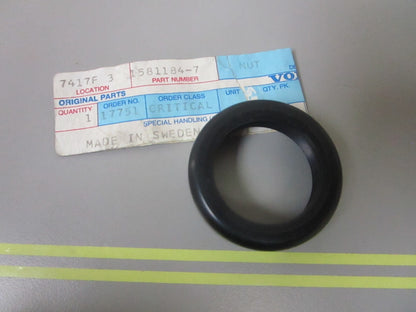 7417F 3 1581184-7 NUT
LOCATION PART NUMBER
ORIGINAL PARTS VO
QUANTITY ORDER NO. ORDER CLASS UNIT QTY. PK.
1 17751 CRITICAL
SPECIAL HANDLING
MADE IN SWEDEN